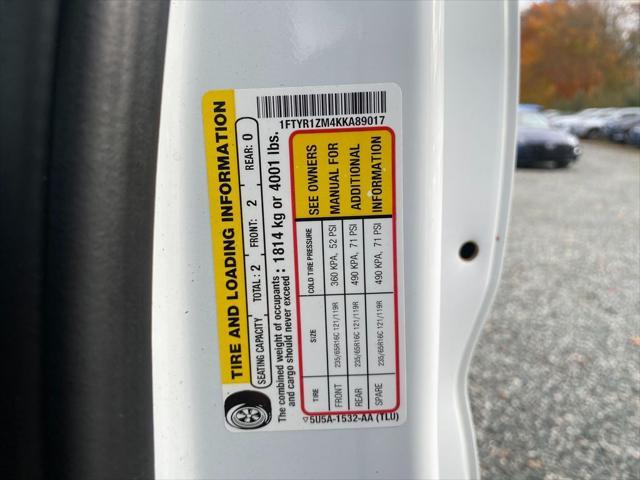 1FTYR1ZM4KKA89017
TIRE AND LOADING INFORMATION
SEATING CAPACITY TOTAL: 2 FRONT: 2 REAR: 0
The combined weight of occupants
and cargo should never exceed : 1814 kg or 4001 lbs.
TIRE SIZE COLD TIRE PRESSURE
FRONT 235/65R16C 121/119R 360 KPA, 52 PSI
REAR 235/65R16C 121/119R 490 KPA, 71 PSI
SPARE 235/65R16C 121/119R 490 KPA, 71 PSI
SEE OWNERS
MANUAL FOR
ADDITIONAL
INFORMATION
▽5U5A-1532-AA (TLU)